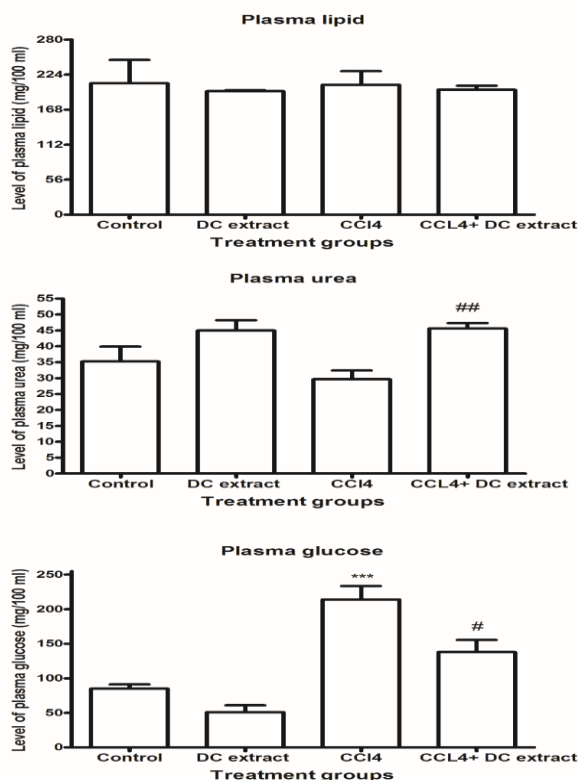 Plasma lipid
Level of plasma lipid (mg/100 ml)
280
224
168
112
56
0
Control DC extract CCl4 CCL4+ DC extract
Treatment groups
Plasma urea
Level of plasma urea (mg/100 ml)
55
50
45
40
35
30
25
20
15
10
5
0
##
Control DC extract CCl4 CCL4+ DC extract
Treatment groups
Plasma glucose
Level of plasma glucose (mg/100 ml)
250
200
150
100
50
0
***
#
Control DC extract CCl4 CCL4+ DC extract
Treatment groups